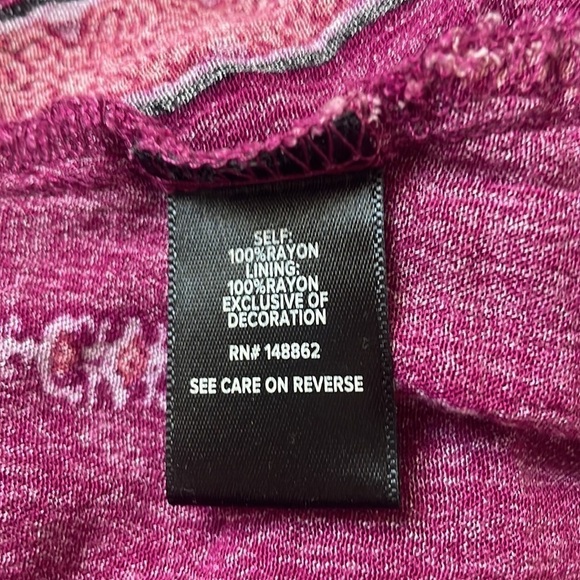 SELF:
100%RAYON
LINING:
100%RAYON
EXCLUSIVE OF
DECORATION
RN# 148862
SEE CARE ON REVERSE